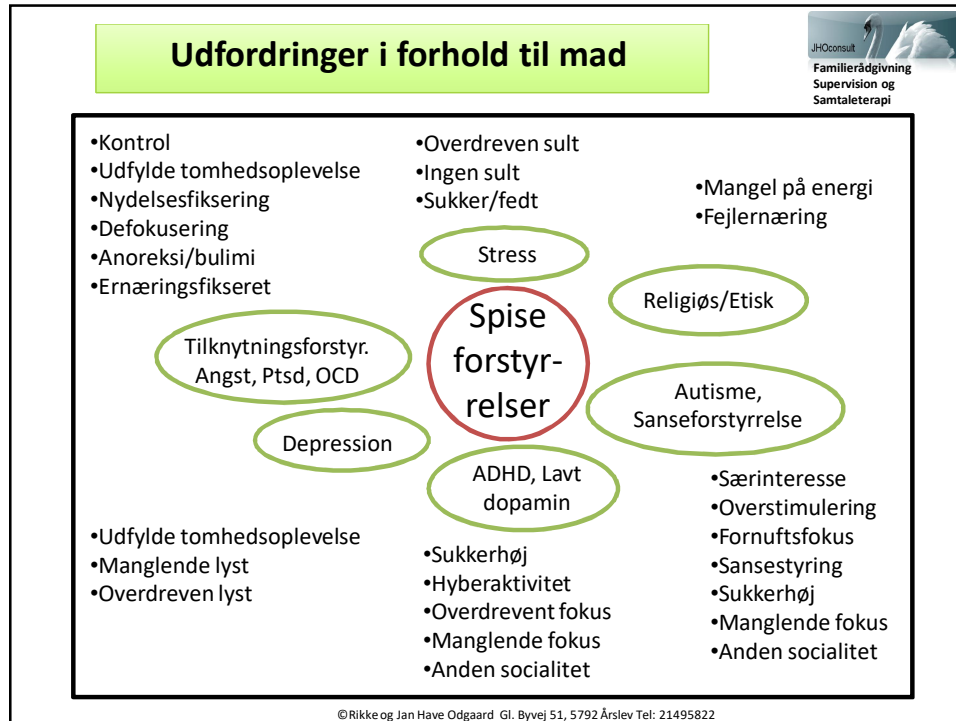 Udfordringer i forhold til mad
JHOconsult
Familierådgivning
Supervision og
Samtaleterapi
•Kontrol
•Udfylde tomhedsoplevelse
•Nydelsesfiksering
•Defokusering
•Anoreksi/bulimi
•Ernæringsfikseret
•Overdreven sult
•Ingen sult
•Sukker/fedt
•Mangel på energi
•Fejlernæring
Stress
Religiøs/Etisk
Spise
forstyr-
relser
Tilknytningsforstyr.
Angst, Ptsd, OCD
Autisme,
Sanseforstyrrelse
Depression
ADHD, Lavt
dopamin
•Udfylde tomhedsoplevelse
•Manglende lyst
•Overdreven lyst
•Sukkerhøj
•Hyberaktivitet
•Overdrevent fokus
•Manglende fokus
•Anden socialitet
•Særinteresse
•Overstimulering
•Fornuftsfokus
•Sansestyring
•Sukkerhøj
•Manglende fokus
•Anden socialitet
©Rikke og Jan Have Odgaard Gl. Byvej 51, 5792 Årslev Tel: 21495822